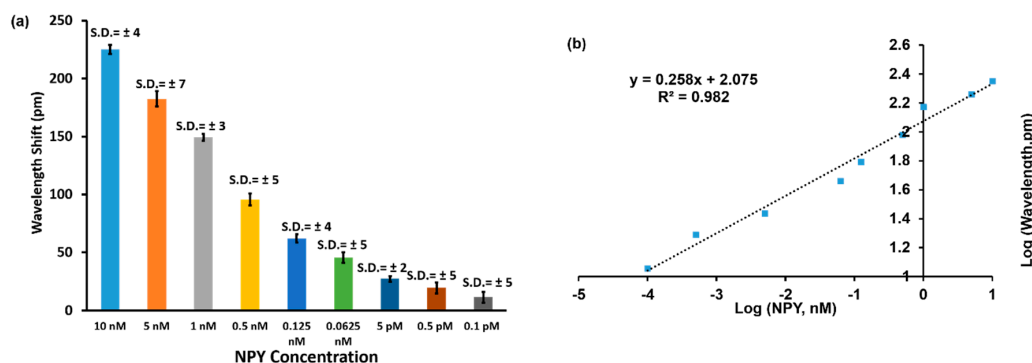 (a)
250
200
150
100
50
0
Wavelength Shift (pm)
S.D.= ± 4
S.D.= ± 7
S.D.= ± 3
S.D.= ± 5
S.D.= ± 4
S.D.= ± 5
S.D.= ± 2
S.D.= ± 5
S.D.= ± 5
10 nM
5 nM
1 nM
0.5 nM
0.125
nM
0.0625
nM
5 pM
0.5 pM
0.1 pM
NPY Concentration
(b)
y = 0.258x + 2.075
R² = 0.982
2.6
2.4
2.2
2
1.8
1.6
1.4
1.2
1
Log (Wavelength,pm)
-5
-4
-3
-2
-1
0
1
Log (NPY, nM)